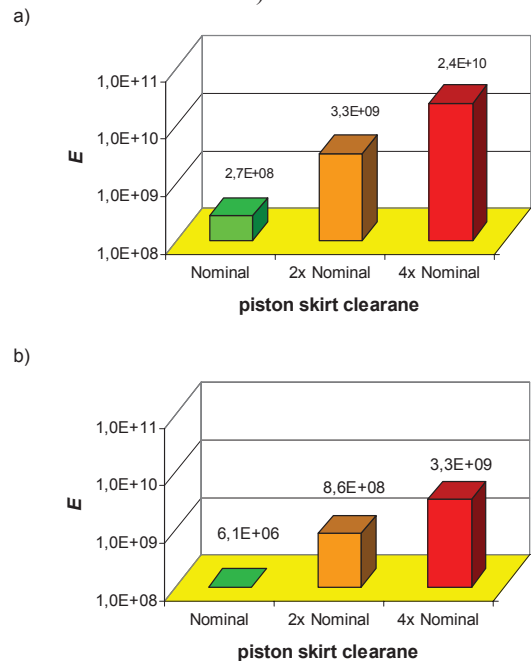 a)
2,4E+10
1,0E+11
3,3E+09
1,0E+10
E
2,7E+08
1,0E+09
1,0E+08
Nominal 2x Nominal 4x Nominal
piston skirt clearane
b)
1,0E+11
3,3E+09
1,0E+10
8,6E+08
E
6,1E+06
1,0E+09
1,0E+08
Nominal 2x Nominal 4x Nominal
piston skirt clearane